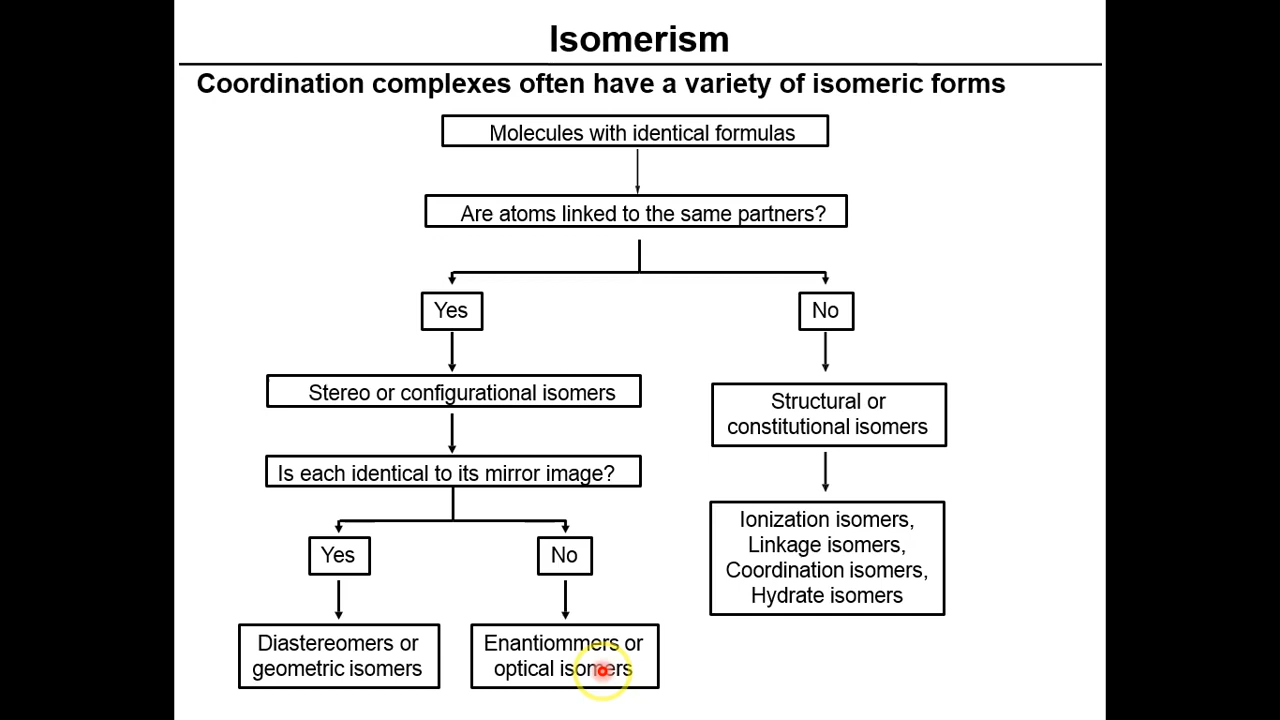 Isomerism
Coordination complexes often have a variety of isomeric forms
Molecules with identical formulas
Are atoms linked to the same partners?
Yes
No
Stereo or configurational isomers
Structural or
constitutional isomers
Is each identical to its mirror image?
Ionization isomers,
Linkage isomers,
Coordination isomers,
Hydrate isomers
Yes
No
Diastereomers or
geometric isomers
Enantiommers or
optical isomers